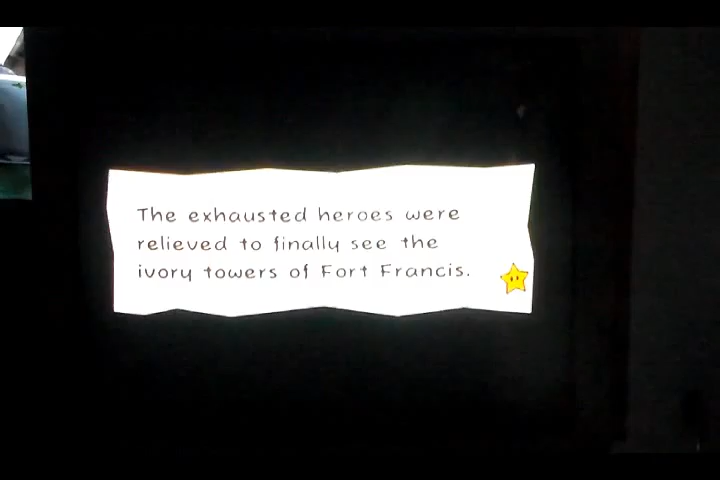 The exhausted heroes were
relieved to finally see the
ivory towers of Fort Francis.